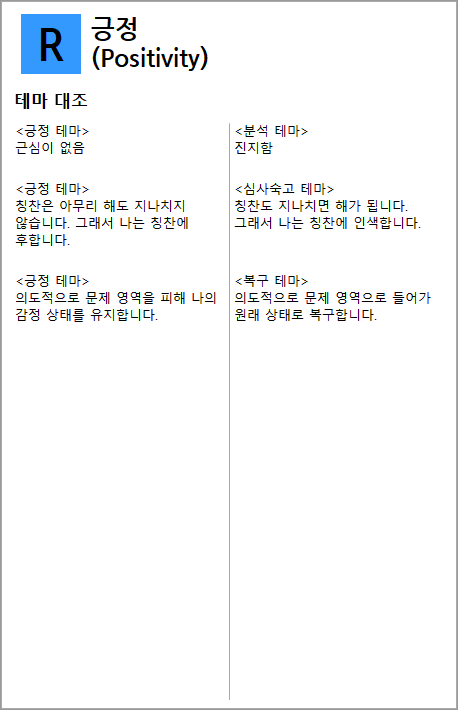 R
긍정
(Positivity)
테마 대조
<긍정 테마>
근심이 없음
<분석 테마>
진지함
<긍정 테마>
칭찬은 아무리 해도 지나치지
않습니다. 그래서 나는 칭찬에
후합니다.
<심사숙고 테마>
칭찬도 지나치면 해가 됩니다.
그래서 나는 칭찬에 인색합니다.
<긍정 테마>
의도적으로 문제 영역을 피해 나의
감정 상태를 유지합니다.
<복구 테마>
의도적으로 문제 영역으로 들어가
원래 상태로 복구합니다.